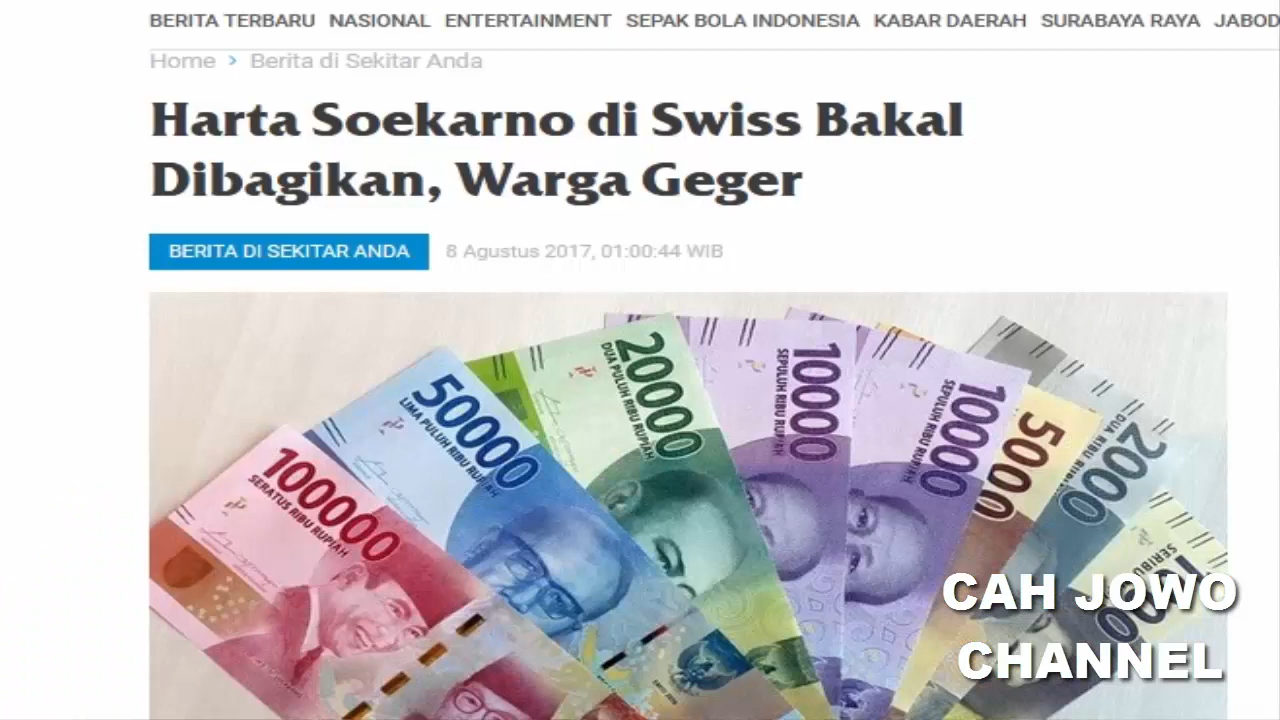 BERITA TERBARU NASIONAL ENTERTAINMENT SEPAK BOLA INDONESIA KABAR DAERAH SURABAYA RAYA JABOD
Home > Berita di Sekitar Anda
Harta Soekarno di Swiss Bakal
Dibagikan, Warga Geger
BERITA DI SEKITAR ANDA 8 Agustus 2017, 01:00:44 WIB
100000
SERATUS RIBU RUPIAH
50000
LIMA PULUH RIBU RUPIAH
20000
DUA PULUH RIBU RUPIAH
10000
SEPULUH RIBU RUPIAH
10000
SEPULUH RIBU RUPIAH
5000
2000
DUA RIBU
SERIBU
CAH JOWO
CHANNEL